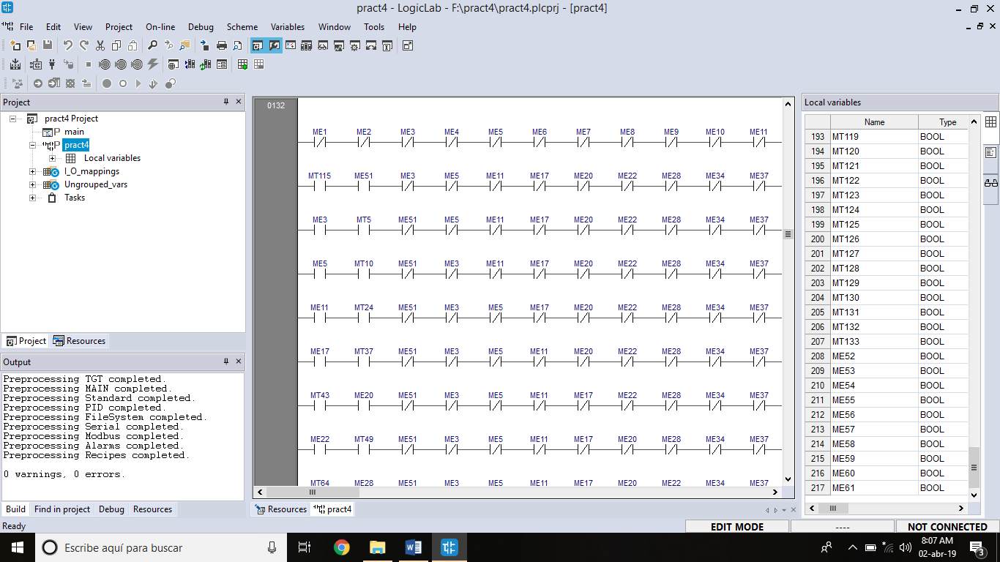 pract4 - LogicLab - F:\pract4\pract4.plcprj - [pract4]
File Edit View Project On-line Debug Scheme Variables Window Tools Help
Project
pract4 Project
main
pract4
Local variables
I_O_mappings
Ungrouped_vars
Tasks
Project Resources
Output
Preprocessing TGT completed.
Preprocessing MAIN completed.
Preprocessing Standard completed.
Preprocessing PID completed.
Preprocessing FileSystem completed.
Preprocessing Serial completed.
Preprocessing Modbus completed.
Preprocessing Alarms completed.
Preprocessing Recipes completed.
0 warnings, 0 errors.
Build Find in project Debug Resources
0132
ME1 ME2 ME3 ME4 ME5 ME6 ME7 ME8 ME9 ME10 ME11
MT115 ME51 ME3 ME5 ME11 ME17 ME20 ME22 ME28 ME34 ME37
ME3 MT5 ME51 ME5 ME11 ME17 ME20 ME22 ME28 ME34 ME37
ME5 MT10 ME51 ME3 ME11 ME17 ME20 ME22 ME28 ME34 ME37
ME11 MT24 ME51 ME3 ME5 ME17 ME20 ME22 ME28 ME34 ME37
ME17 MT37 ME51 ME3 ME5 ME11 ME20 ME22 ME28 ME34 ME37
MT43 ME20 ME51 ME3 ME5 ME11 ME17 ME22 ME28 ME34 ME37
ME22 MT49 ME51 ME3 ME5 ME11 ME17 ME20 ME28 ME34 ME37
MT64 ME28 ME51 ME3 ME5 ME11 ME17 ME20 ME22 ME34 ME37
Resources pract4
Local variables
Name Type
193 MT119 BOOL
194 MT120 BOOL
195 MT121 BOOL
196 MT122 BOOL
197 MT123 BOOL
198 MT124 BOOL
199 MT125 BOOL
200 MT126 BOOL
201 MT127 BOOL
202 MT128 BOOL
203 MT129 BOOL
204 MT130 BOOL
205 MT131 BOOL
206 MT132 BOOL
207 MT133 BOOL
208 ME52 BOOL
209 ME53 BOOL
210 ME54 BOOL
211 ME55 BOOL
212 ME56 BOOL
213 ME57 BOOL
214 ME58 BOOL
215 ME59 BOOL
216 ME60 BOOL
217 ME61 BOOL
Ready
EDIT MODE ---- NOT CONNECTED
Escribe aquí para buscar
8:07 AM
02-abr-19
3